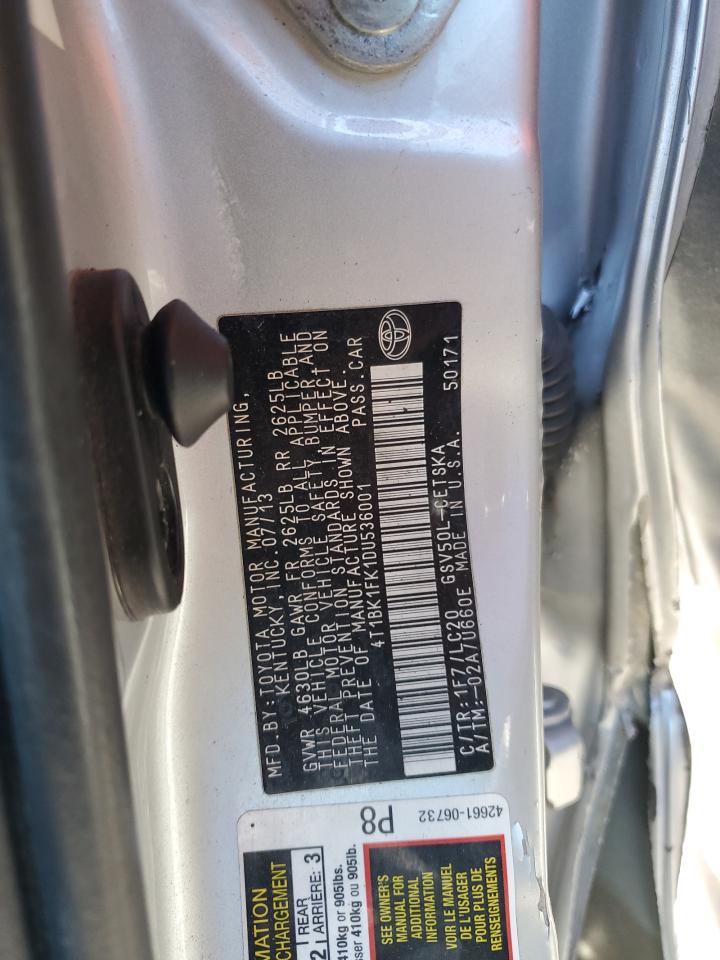 MFD. BY: TOYOTA MOTOR MANUFACTURING,
KENTUCKY, INC. 07/13
GVWR 4630LB GAWR FR 2625LB RR 2625LB
THIS VEHICLE CONFORMS TO ALL APPLICABLE
FEDERAL MOTOR VEHICLE SAFETY, BUMPER AND
THEFT PREVENTION STANDARDS IN EFFECT ON
THE DATE OF MANUFACTURE SHOWN ABOVE.
4T1BK1FK1DU536001 PASS.CAR
C/TR:1F7/LC20 GSV50L-CETSKA 50171
A/TM:-02A/U660E MADE IN U.S.A.
P8
42661-06732
REAR
ARRIÈRE: 3
2
410kg or 905lbs.
410kg ou 905lb.
SEE OWNER'S
MANUAL FOR
ADDITIONAL
INFORMATION
VOIR LE MANUEL
DE L'USAGER
POUR PLUS DE
RENSEIGNEMENTS